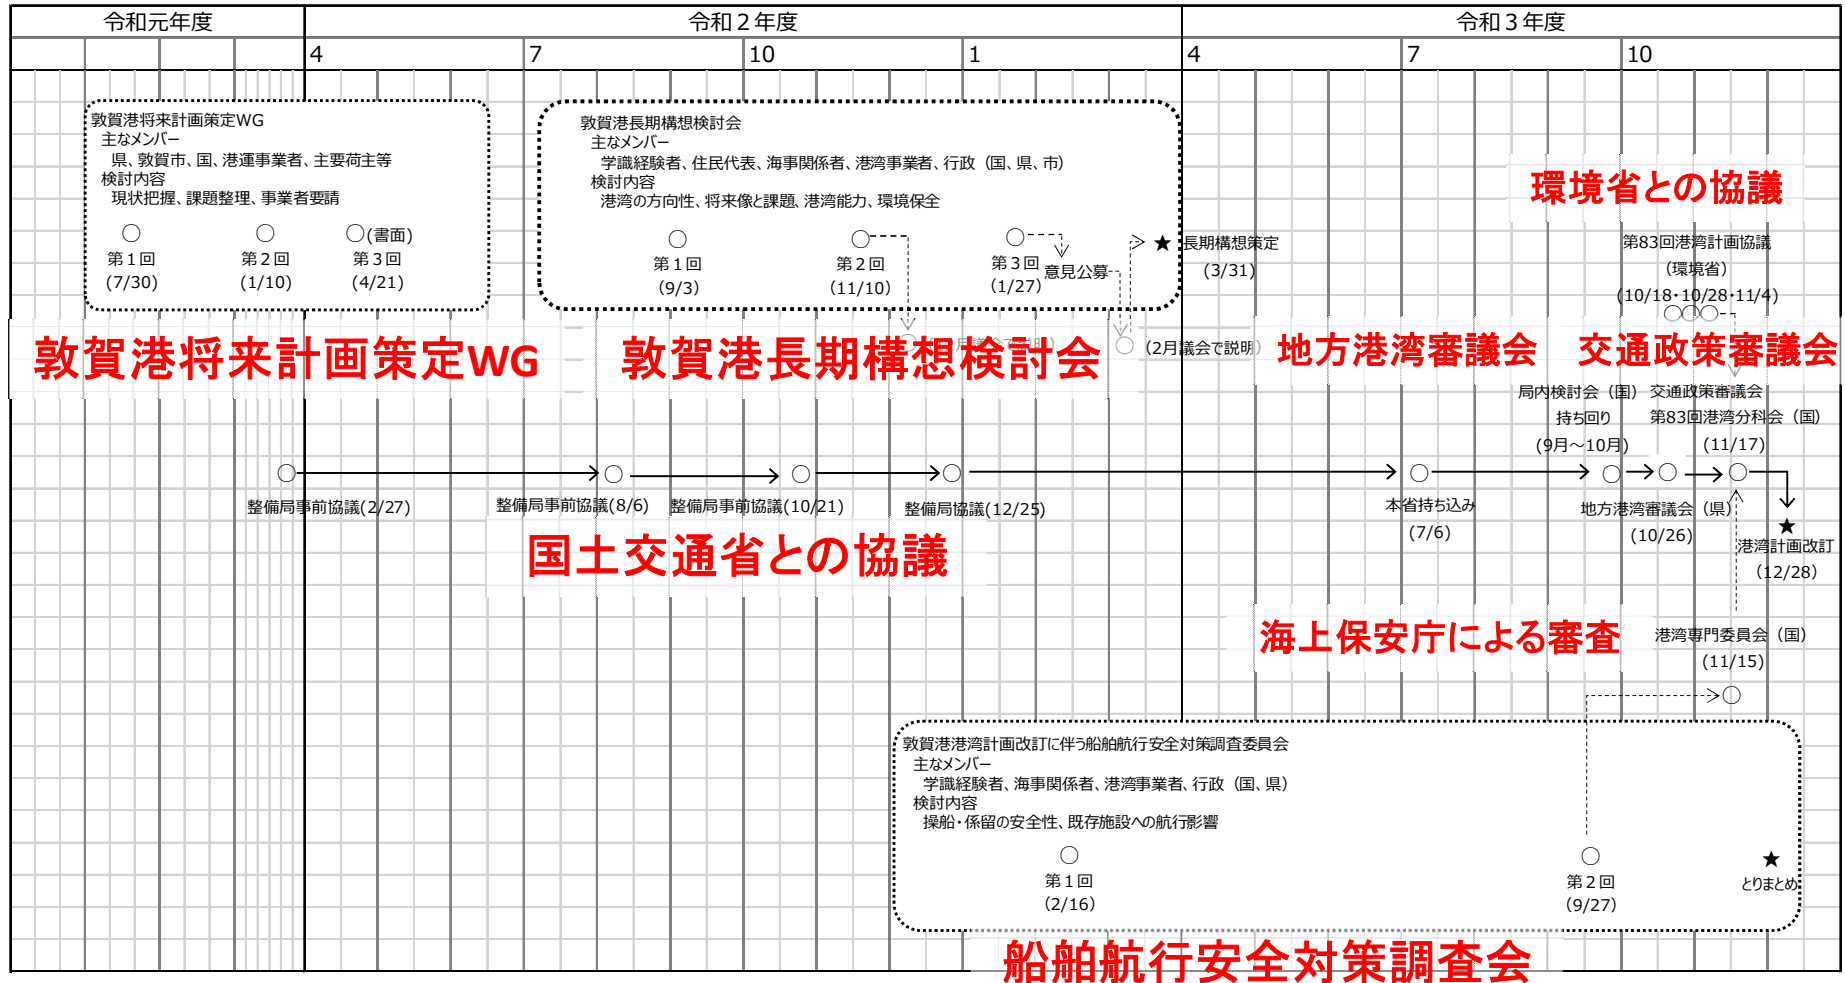 令和元年度
令和２年度
令和３年度
4
7
10
1
4
7
10
敦賀港将来計画策定WG
主なメンバー
県、敦賀市、国、港運事業者、主要荷主等
検討内容
現状把握、課題整理、事業者要請
○
第１回
(7/30)
○
第２回
(1/10)
○(書面)
第３回
(4/21)
敦賀港長期構想検討会
主なメンバー
学識経験者、住民代表、海事関係者、港湾事業者、行政（国、県、市）
検討内容
港湾の方向性、将来像と課題、港湾能力、環境保全
○
第１回
(9/3)
○
第２回
(11/10)
○
第３回
(1/27)
意見公募
★ 長期構想策定
(3/31)
○ (2月議会で説明)
環境省との協議
第83回港湾計画協議
(環境省)
(10/18・10/28・11/4)
○○○
敦賀港将来計画策定WG
敦賀港長期構想検討会
地方港湾審議会
交通政策審議会
局内検討会（国）
持ち回り
(9月～10月)
交通政策審議会
第83回港湾分科会（国）
(11/17)
整備局事前協議(2/27)
整備局事前協議(8/6)
整備局事前協議(10/21)
整備局協議(12/25)
本省持ち込み
(7/6)
地方港湾審議会（県）
(10/26)
★
港湾計画改訂
(12/28)
国土交通省との協議
海上保安庁による審査
港湾専門委員会（国）
(11/15)
敦賀港港湾計画改訂に伴う船舶航行安全対策調査委員会
主なメンバー
学識経験者、海事関係者、港湾事業者、行政（国、県）
検討内容
操船・係留の安全性、既存施設への航行影響
○
第１回
(2/16)
○
第２回
(9/27)
★
とりまとめ
船舶航行安全対策調査会